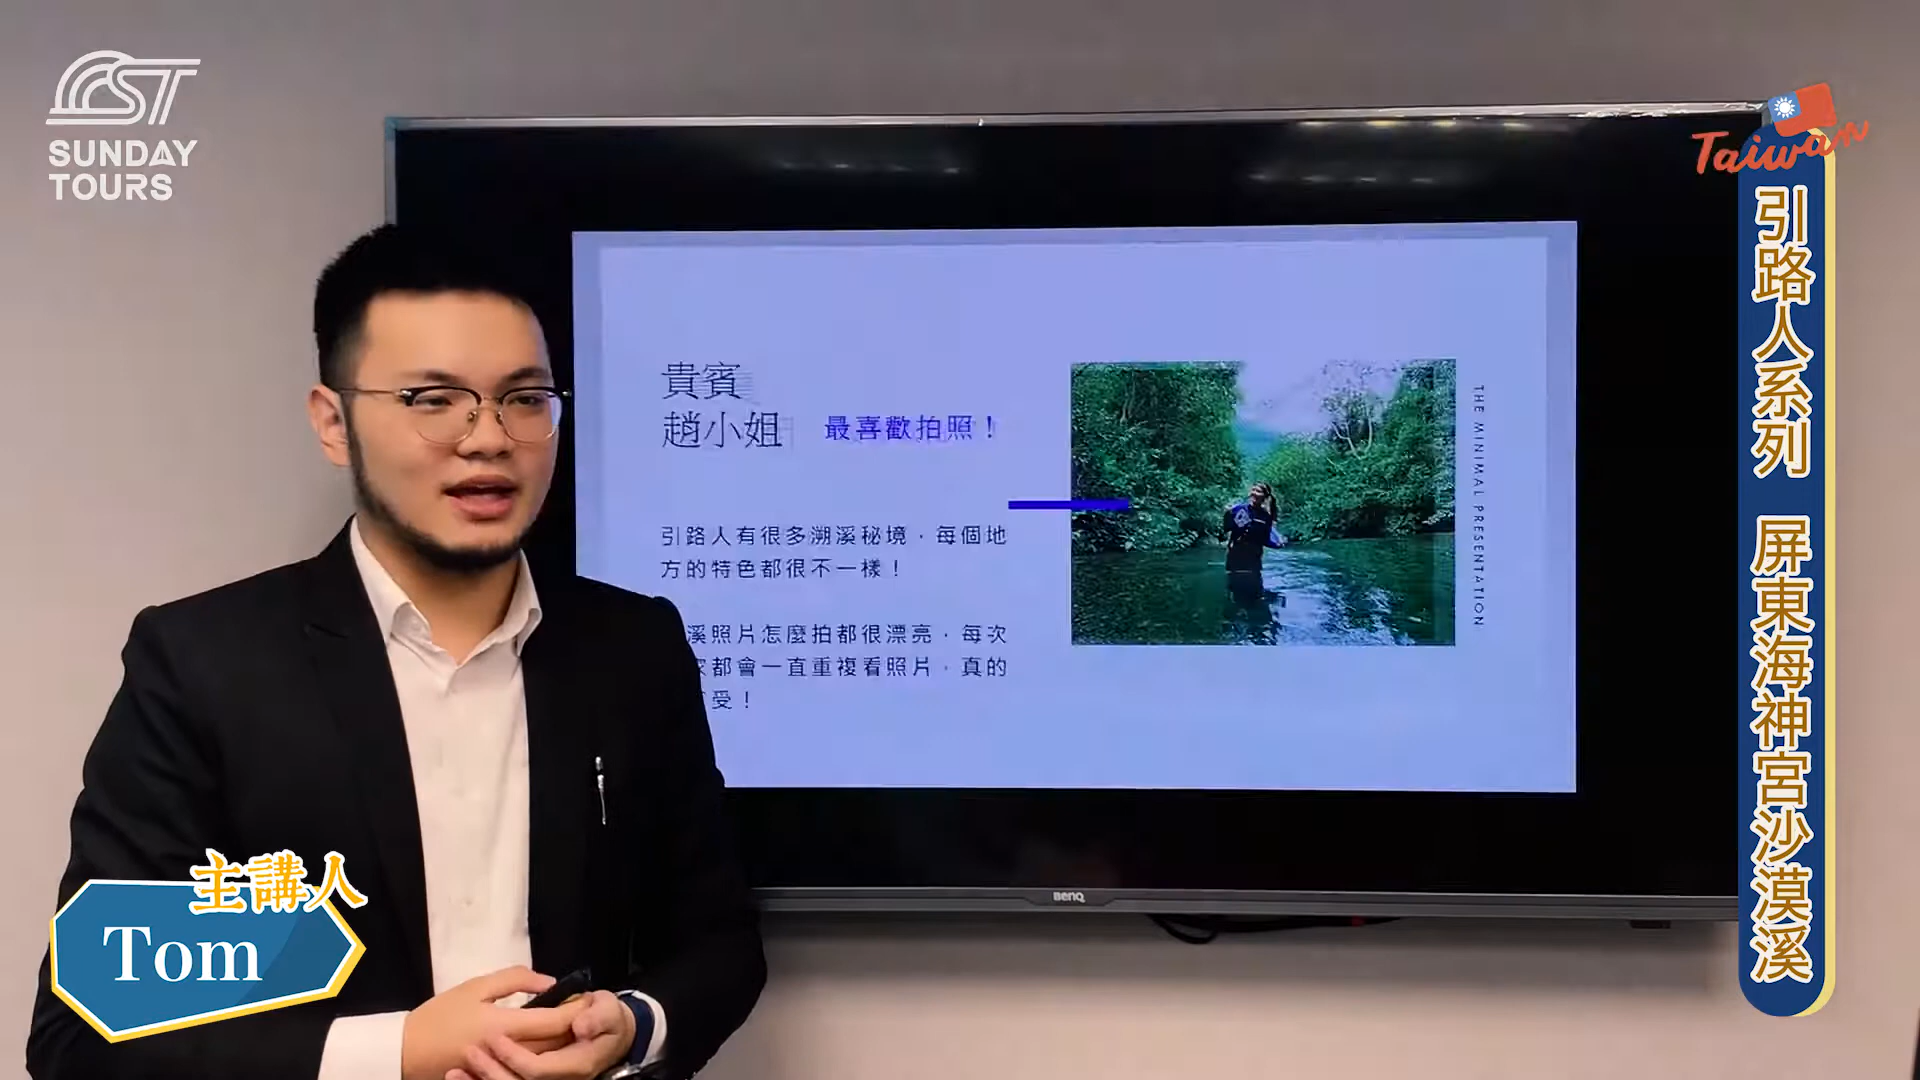 ST
SUNDAY
TOURS
Taiwan
引路人系列 屏東海神宮沙漠溪
貴賓
趙小姐
最喜歡拍照！
引路人有很多溯溪秘境，每個地
方的特色都很不一樣！
溪照片怎麼拍都很漂亮，每次
都會一直重複看照片，真的
受！
THE MINIMAL PRESENTATION
BenQ
主講人
Tom